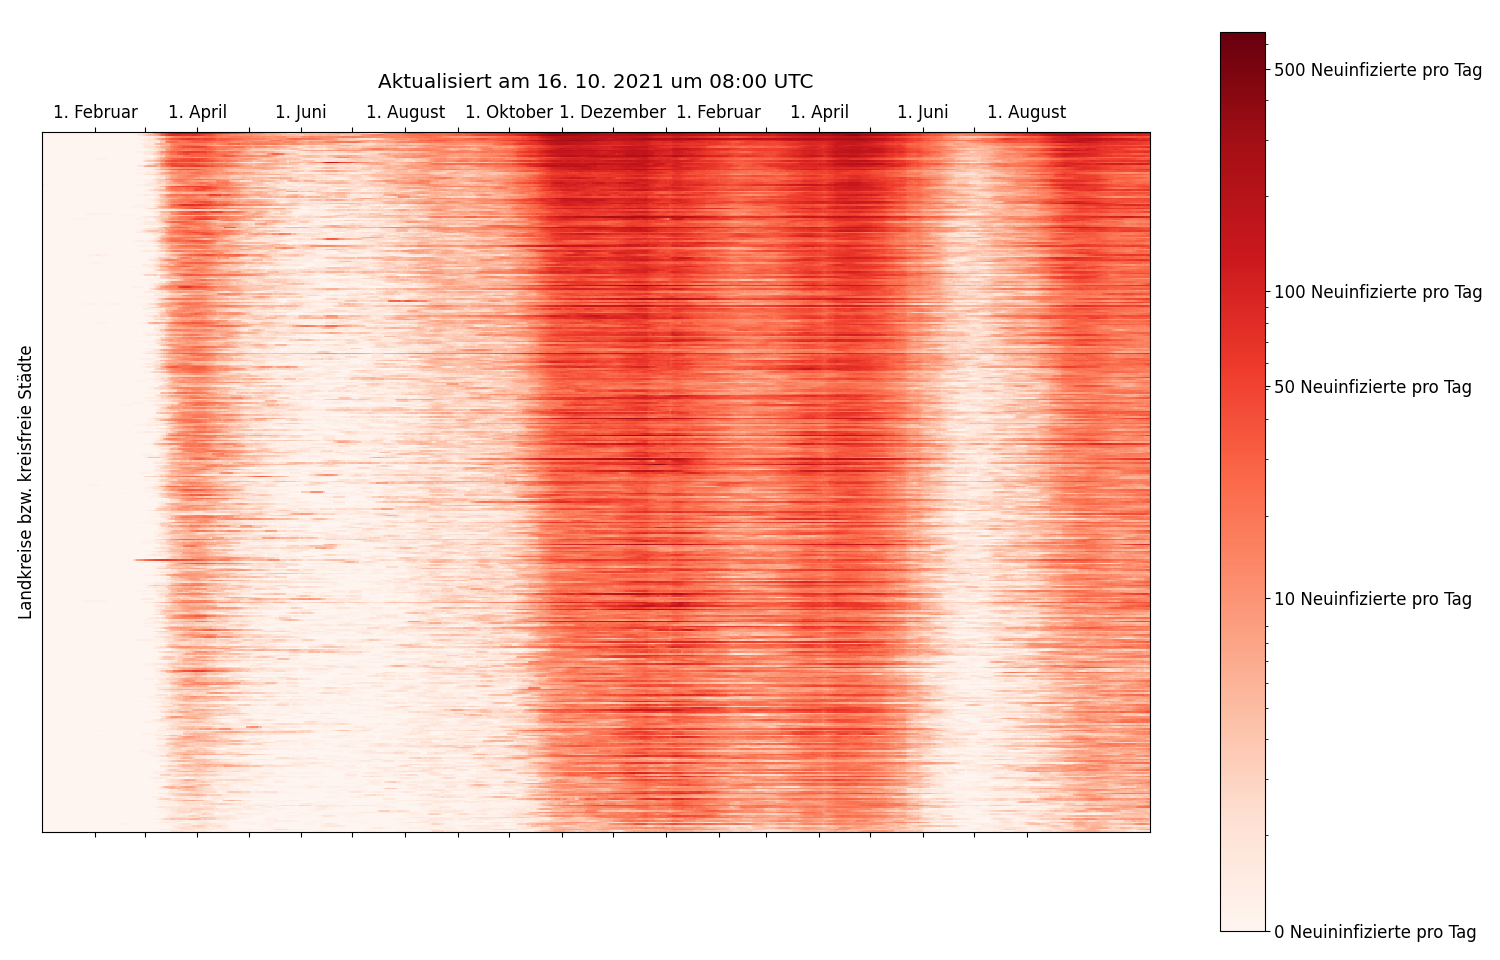 Aktualisiert am 16. 10. 2021 um 08:00 UTC
1. Februar 1. April 1. Juni 1. August 1. Oktober 1. Dezember 1. Februar 1. April 1. Juni 1. August
Landkreise bzw. kreisfreie Städte
500 Neuinfizierte pro Tag
100 Neuinfizierte pro Tag
50 Neuinfizierte pro Tag
10 Neuinfizierte pro Tag
0 Neuininfizierte pro Tag